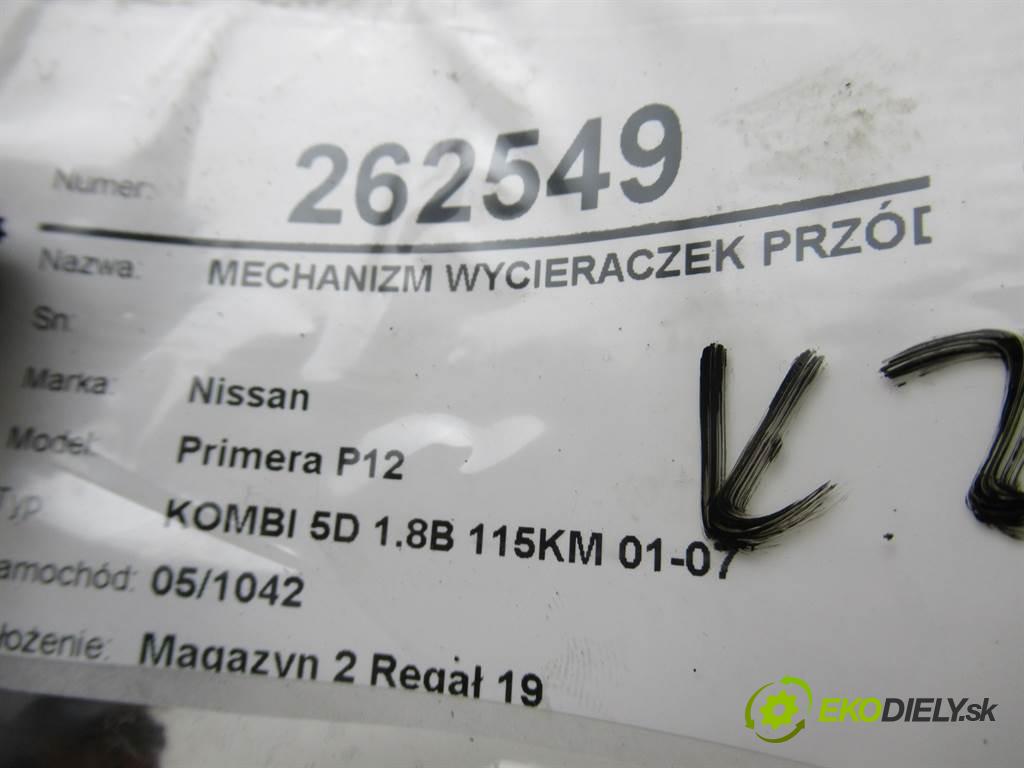 Numer: 262549
Nazwa: MECHANIZM WYCIERACZEK PRZÓD
Sn:
Marka: Nissan
Model: Primera P12
Typ KOMBI 5D 1.8B 115KM 01-07
amochód: 05/1042
łożenie: Magazyn 2 Regał 19
EKODIELY.sk